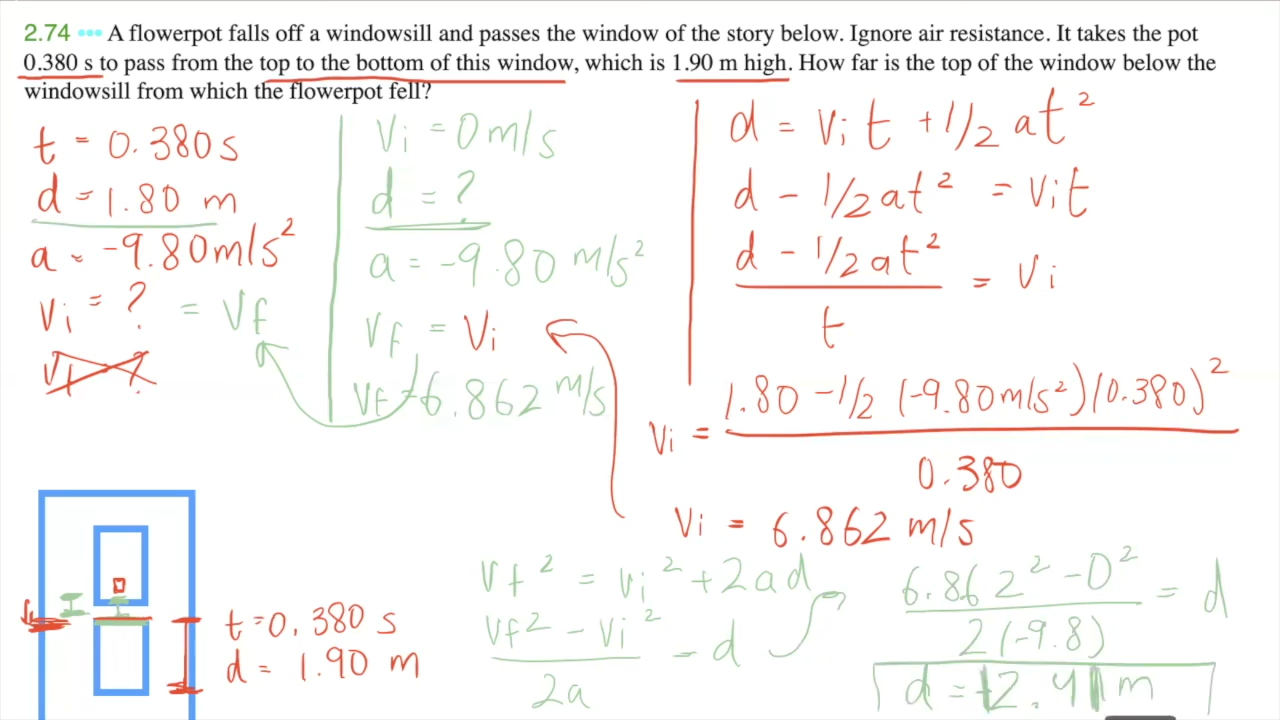 2.74 ••• A flowerpot falls off a windowsill and passes the window of the story below. Ignore air resistance. It takes the pot
0.380 s to pass from the top to the bottom of this window, which is 1.90 m high. How far is the top of the window below the
windowsill from which the flowerpot fell?
t = 0.380 s
d = 1.80 m
a = -9.80 m/s²
Vi = ? = Vf
Vf = ?
Vi = 0 m/s
d = ?
a = -9.80 m/s²
Vf = Vi
Vf = 6.862 m/s
d = Vi t + 1/2 at²
d - 1/2 at² = Vit
d - 1/2 at² = Vi
t
Vi = 1.80 - 1/2 (-9.80 m/s²)(0.380)²
0.380
Vi = 6.862 m/s
t = 0.380 s
d = 1.90 m
Vf² = Vi² + 2ad
Vf² - Vi² = d
2a
6.862² - 0² = d
2(-9.8)
d = 2.41 m